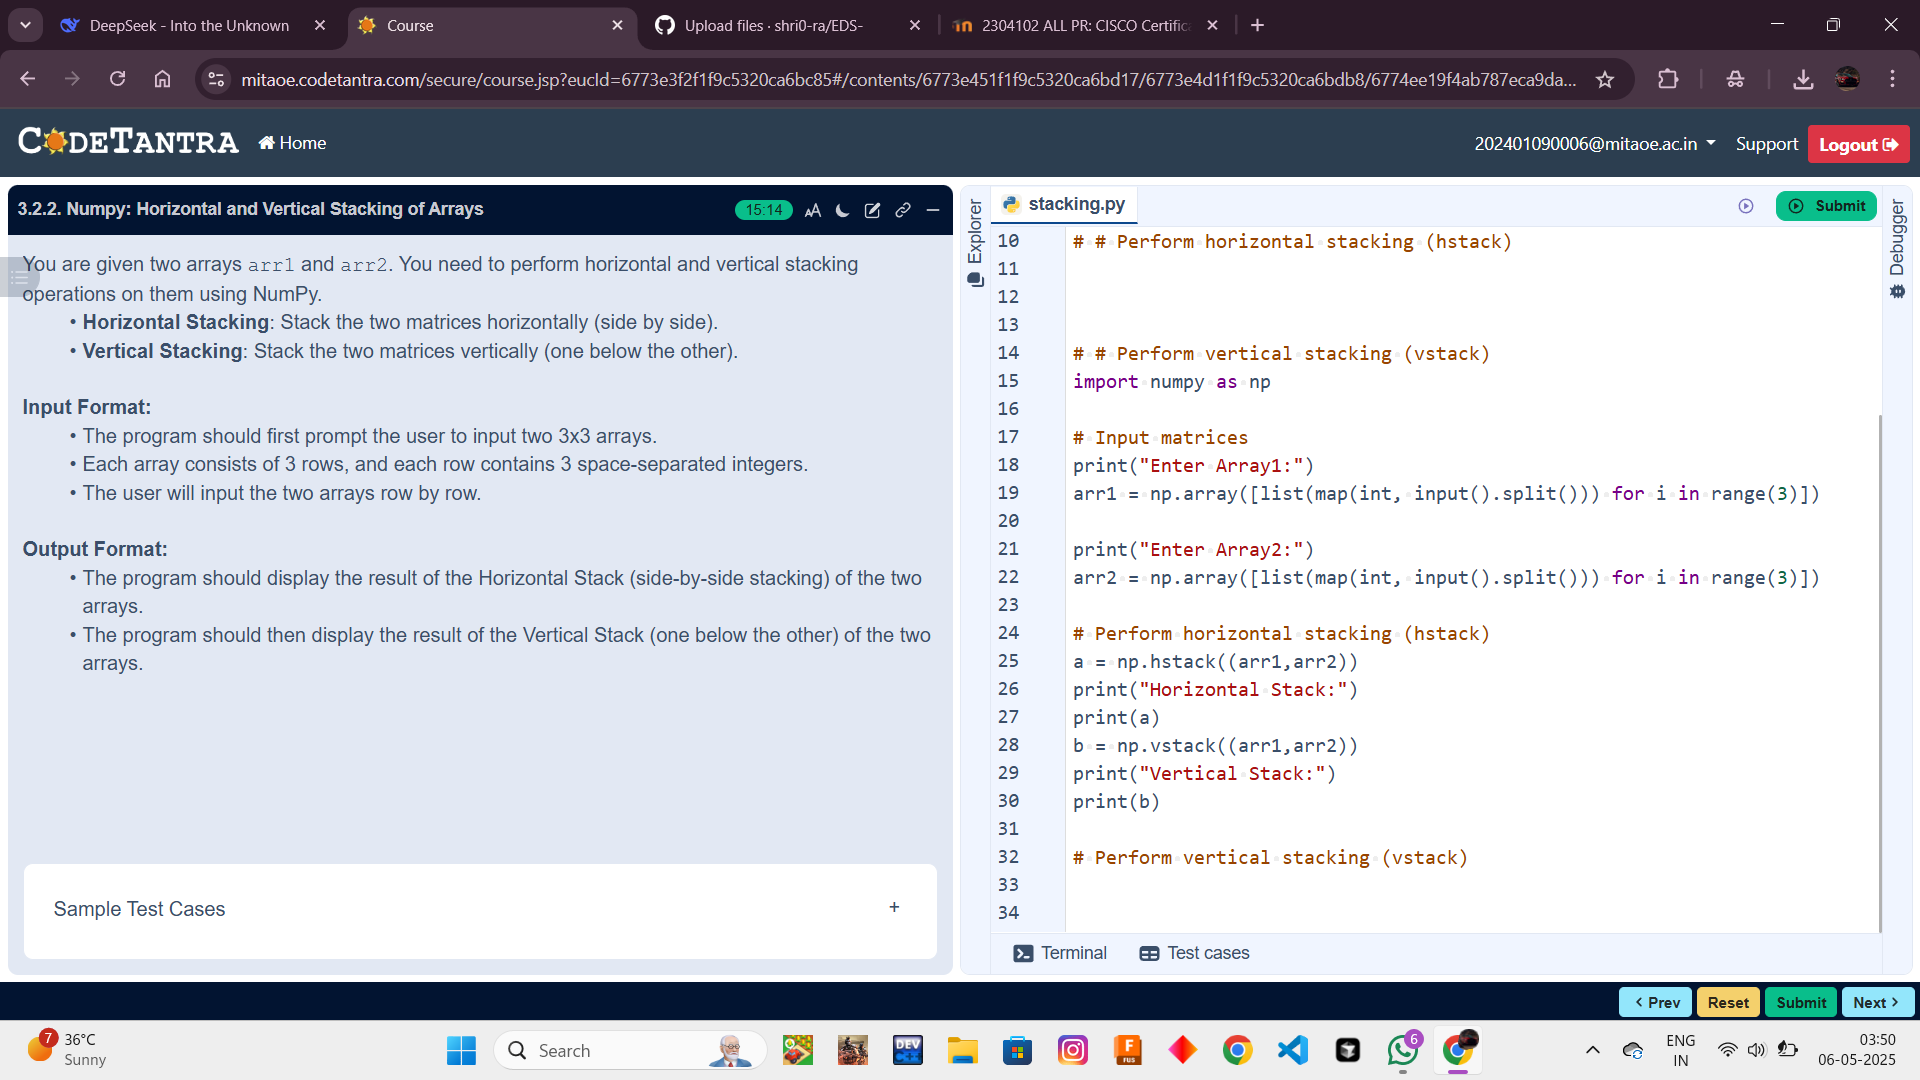 DeepSeek - Into the Unknown
Course
Upload files · shri0-ra/EDS-
2304102 ALL PR: CISCO Certific
mitaoe.codetantra.com/secure/course.jsp?eucId=6773e3f2f1f9c5320ca6bc85#/contents/6773e451f1f9c5320ca6bd17/6773e4d1f1f9c5320ca6bdb8/6774ee19f4ab787eca9da...
CODETANTRA
Home
202401090006@mitaoe.ac.in
Support
Logout
3.2.2. Numpy: Horizontal and Vertical Stacking of Arrays
15:14
AA
You are given two arrays arr1 and arr2. You need to perform horizontal and vertical stacking
operations on them using NumPy.
• Horizontal Stacking: Stack the two matrices horizontally (side by side).
• Vertical Stacking: Stack the two matrices vertically (one below the other).
Input Format:
• The program should first prompt the user to input two 3x3 arrays.
• Each array consists of 3 rows, and each row contains 3 space-separated integers.
• The user will input the two arrays row by row.
Output Format:
• The program should display the result of the Horizontal Stack (side-by-side stacking) of the two
arrays.
• The program should then display the result of the Vertical Stack (one below the other) of the two
arrays.
Sample Test Cases
+
Explorer
stacking.py
Submit
Debugger
10 # # Perform horizontal stacking (hstack)
11
12
13
14 # # Perform vertical stacking (vstack)
15 import numpy as np
16
17 # Input matrices
18 print("Enter Array1:")
19 arr1 = np.array([list(map(int, input().split())) for i in range(3)])
20
21 print("Enter Array2:")
22 arr2 = np.array([list(map(int, input().split())) for i in range(3)])
23
24 # Perform horizontal stacking (hstack)
25 a = np.hstack((arr1,arr2))
26 print("Horizontal Stack:")
27 print(a)
28 b = np.vstack((arr1,arr2))
29 print("Vertical Stack:")
30 print(b)
31
32 # Perform vertical stacking (vstack)
33
34
Terminal
Test cases
< Prev
Reset
Submit
Next >
7
36°C
Sunny
Search
DEV
F
FUS
6
ENG
IN
03:50
06-05-2025